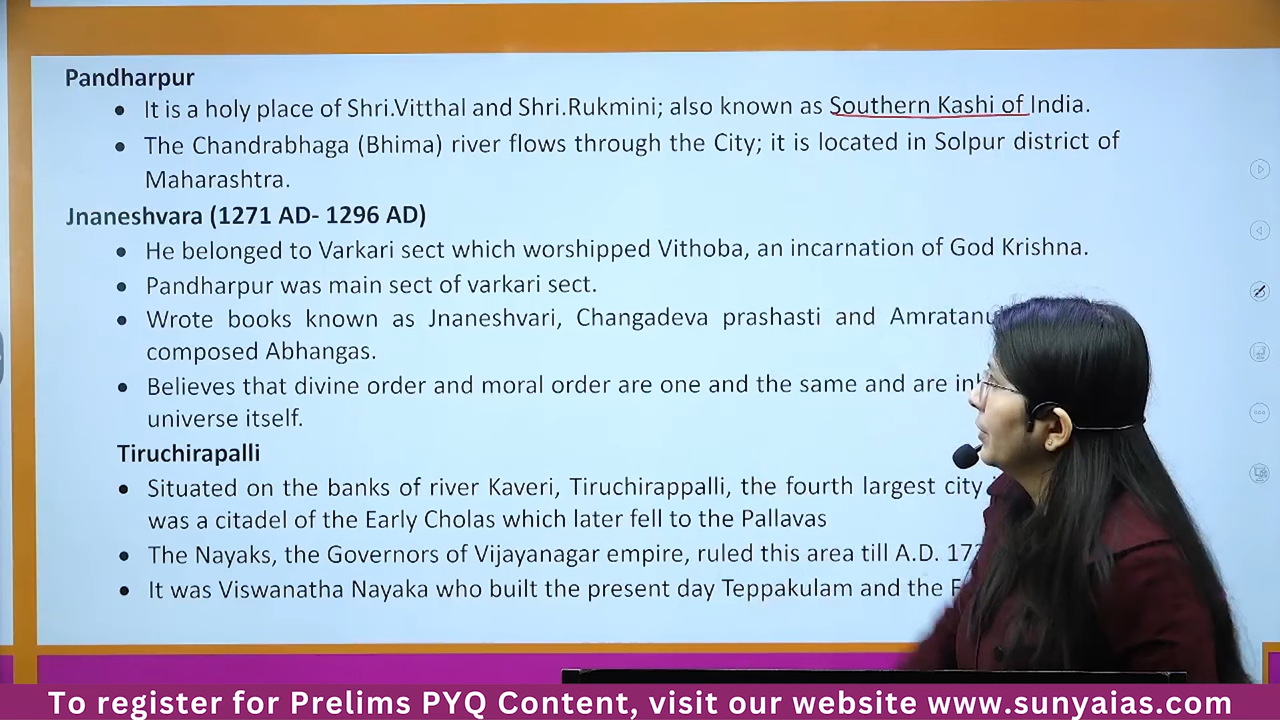 Pandharpur
• It is a holy place of Shri.Vitthal and Shri.Rukmini; also known as Southern Kashi of India.
• The Chandrabhaga (Bhima) river flows through the City; it is located in Solpur district of
Maharashtra.
Jnaneshvara (1271 AD- 1296 AD)
• He belonged to Varkari sect which worshipped Vithoba, an incarnation of God Krishna.
• Pandharpur was main sect of varkari sect.
• Wrote books known as Jnaneshvari, Changadeva prashasti and
composed Abhangas.
• Believes that divine order and moral order are one and the same and are
universe itself.
Tiruchirapalli
• Situated on the banks of river Kaveri, Tiruchirappalli, the fourth largest city
was a citadel of the Early Cholas which later fell to the Pallavas
• The Nayaks, the Governors of Vijayanagar empire, ruled this area till A.D.
• It was Viswanatha Nayaka who built the present day Teppakulam and the
To register for Prelims PYQ Content, visit our website www.sunyaias.com